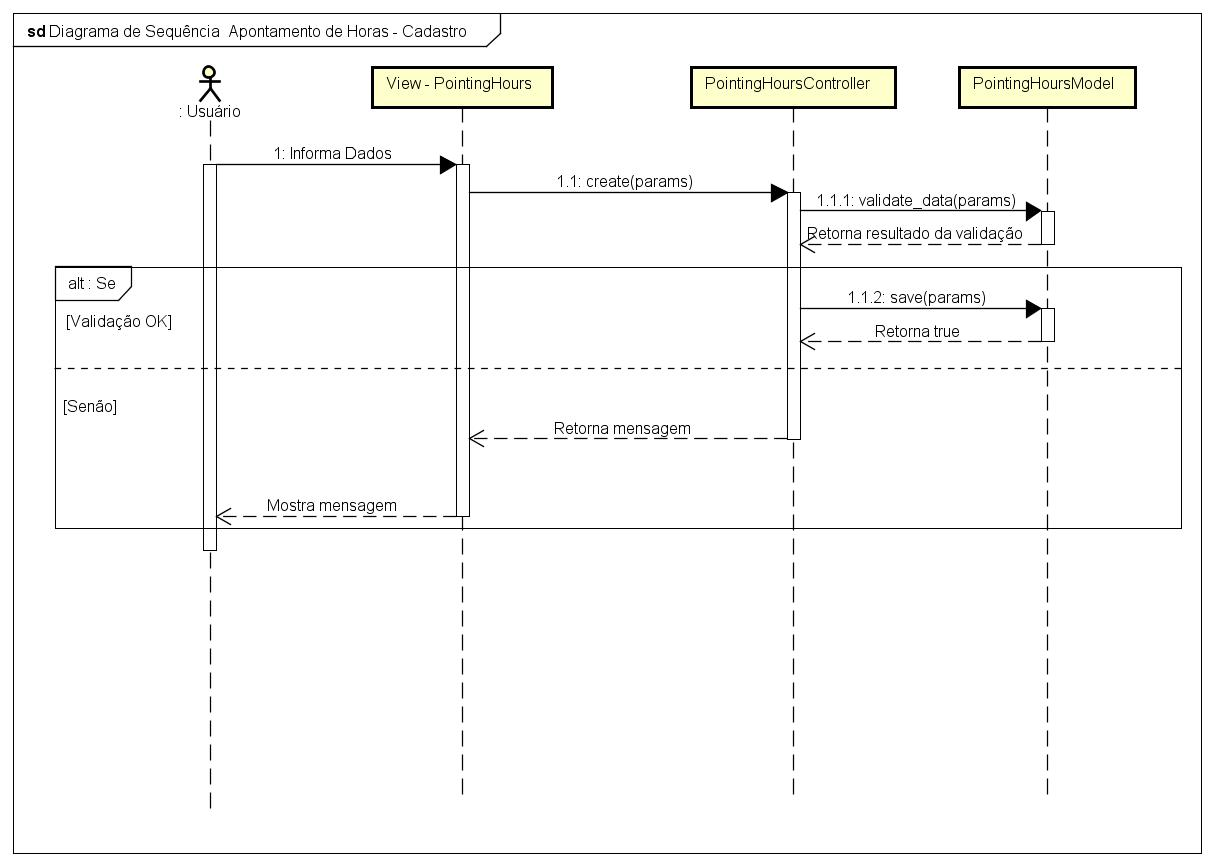 sd Diagrama de Sequência  Apontamento de Horas - Cadastro
: Usuário
View - PointingHours
PointingHoursController
PointingHoursModel
1: Informa Dados
1.1: create(params)
1.1.1: validate_data(params)
Retorna resultado da validação
alt : Se
[Validação OK]
1.1.2: save(params)
Retorna true
[Senão]
Retorna mensagem
Mostra mensagem